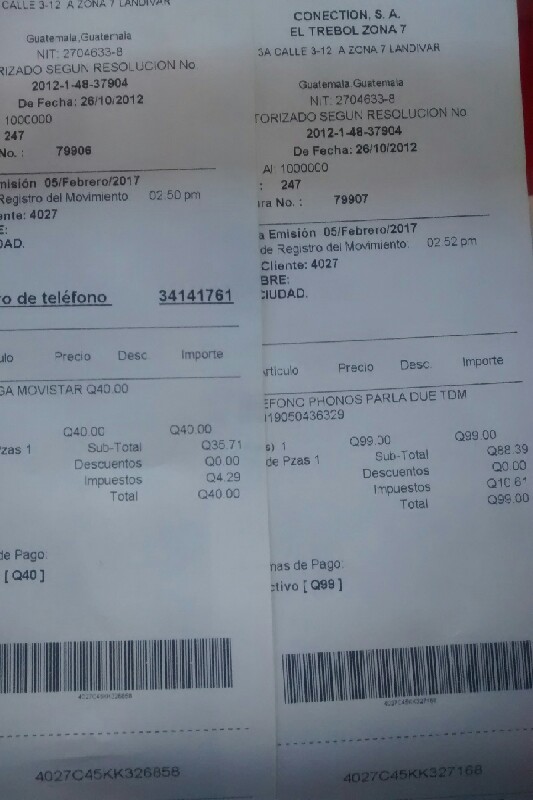 CALLE 3-12 A ZONA 7 LANDIVAR
Guatemala,Guatemala
NIT: 2704633-8
RIZADO SEGUN RESOLUCION No.
2012-1-48-37904
De Fecha: 26/10/2012
1000000
247
No. : 79906
misión 05/Febrero/2017
Registro del Movimiento 02:50 pm
ente: 4027
E:
DAD.
ro de teléfono 34141761
ulo Precio Desc. Importe
GA MOVISTAR Q40.00
Q40.00 Q40.00
Pzas 1 Sub-Total Q35.71
Descuentos Q0.00
Impuestos Q4.29
Total Q40.00
de Pago:
[ Q40 ]
4027C45KK326858
4027C45KK326858
CONECTION, S. A.
EL TREBOL ZONA 7
6A CALLE 3-12 A ZONA 7 LANDIVAR
Guatemala,Guatemala
NIT: 2704633-8
TORIZADO SEGUN RESOLUCION No
2012-1-48-37904
De Fecha: 26/10/2012
Al: 1000000
: 247
ura No. : 79907
a Emisión 05/Febrero/2017
de Registro del Movimiento: 02:52 pm
Cliente: 4027
BRE:
CIUDAD.
rticulo Precio Desc. Importe
EFONO PHONOS PARLA DUE TDM
119050436329
s) 1 Q99.00 Q99.00
de Pzas 1 Sub-Total Q88.39
Descuentos Q0.00
Impuestos Q10.61
Total Q99.00
mas de Pago:
ctivo [ Q99 ]
4027C45KK327168
4027C45KK327168